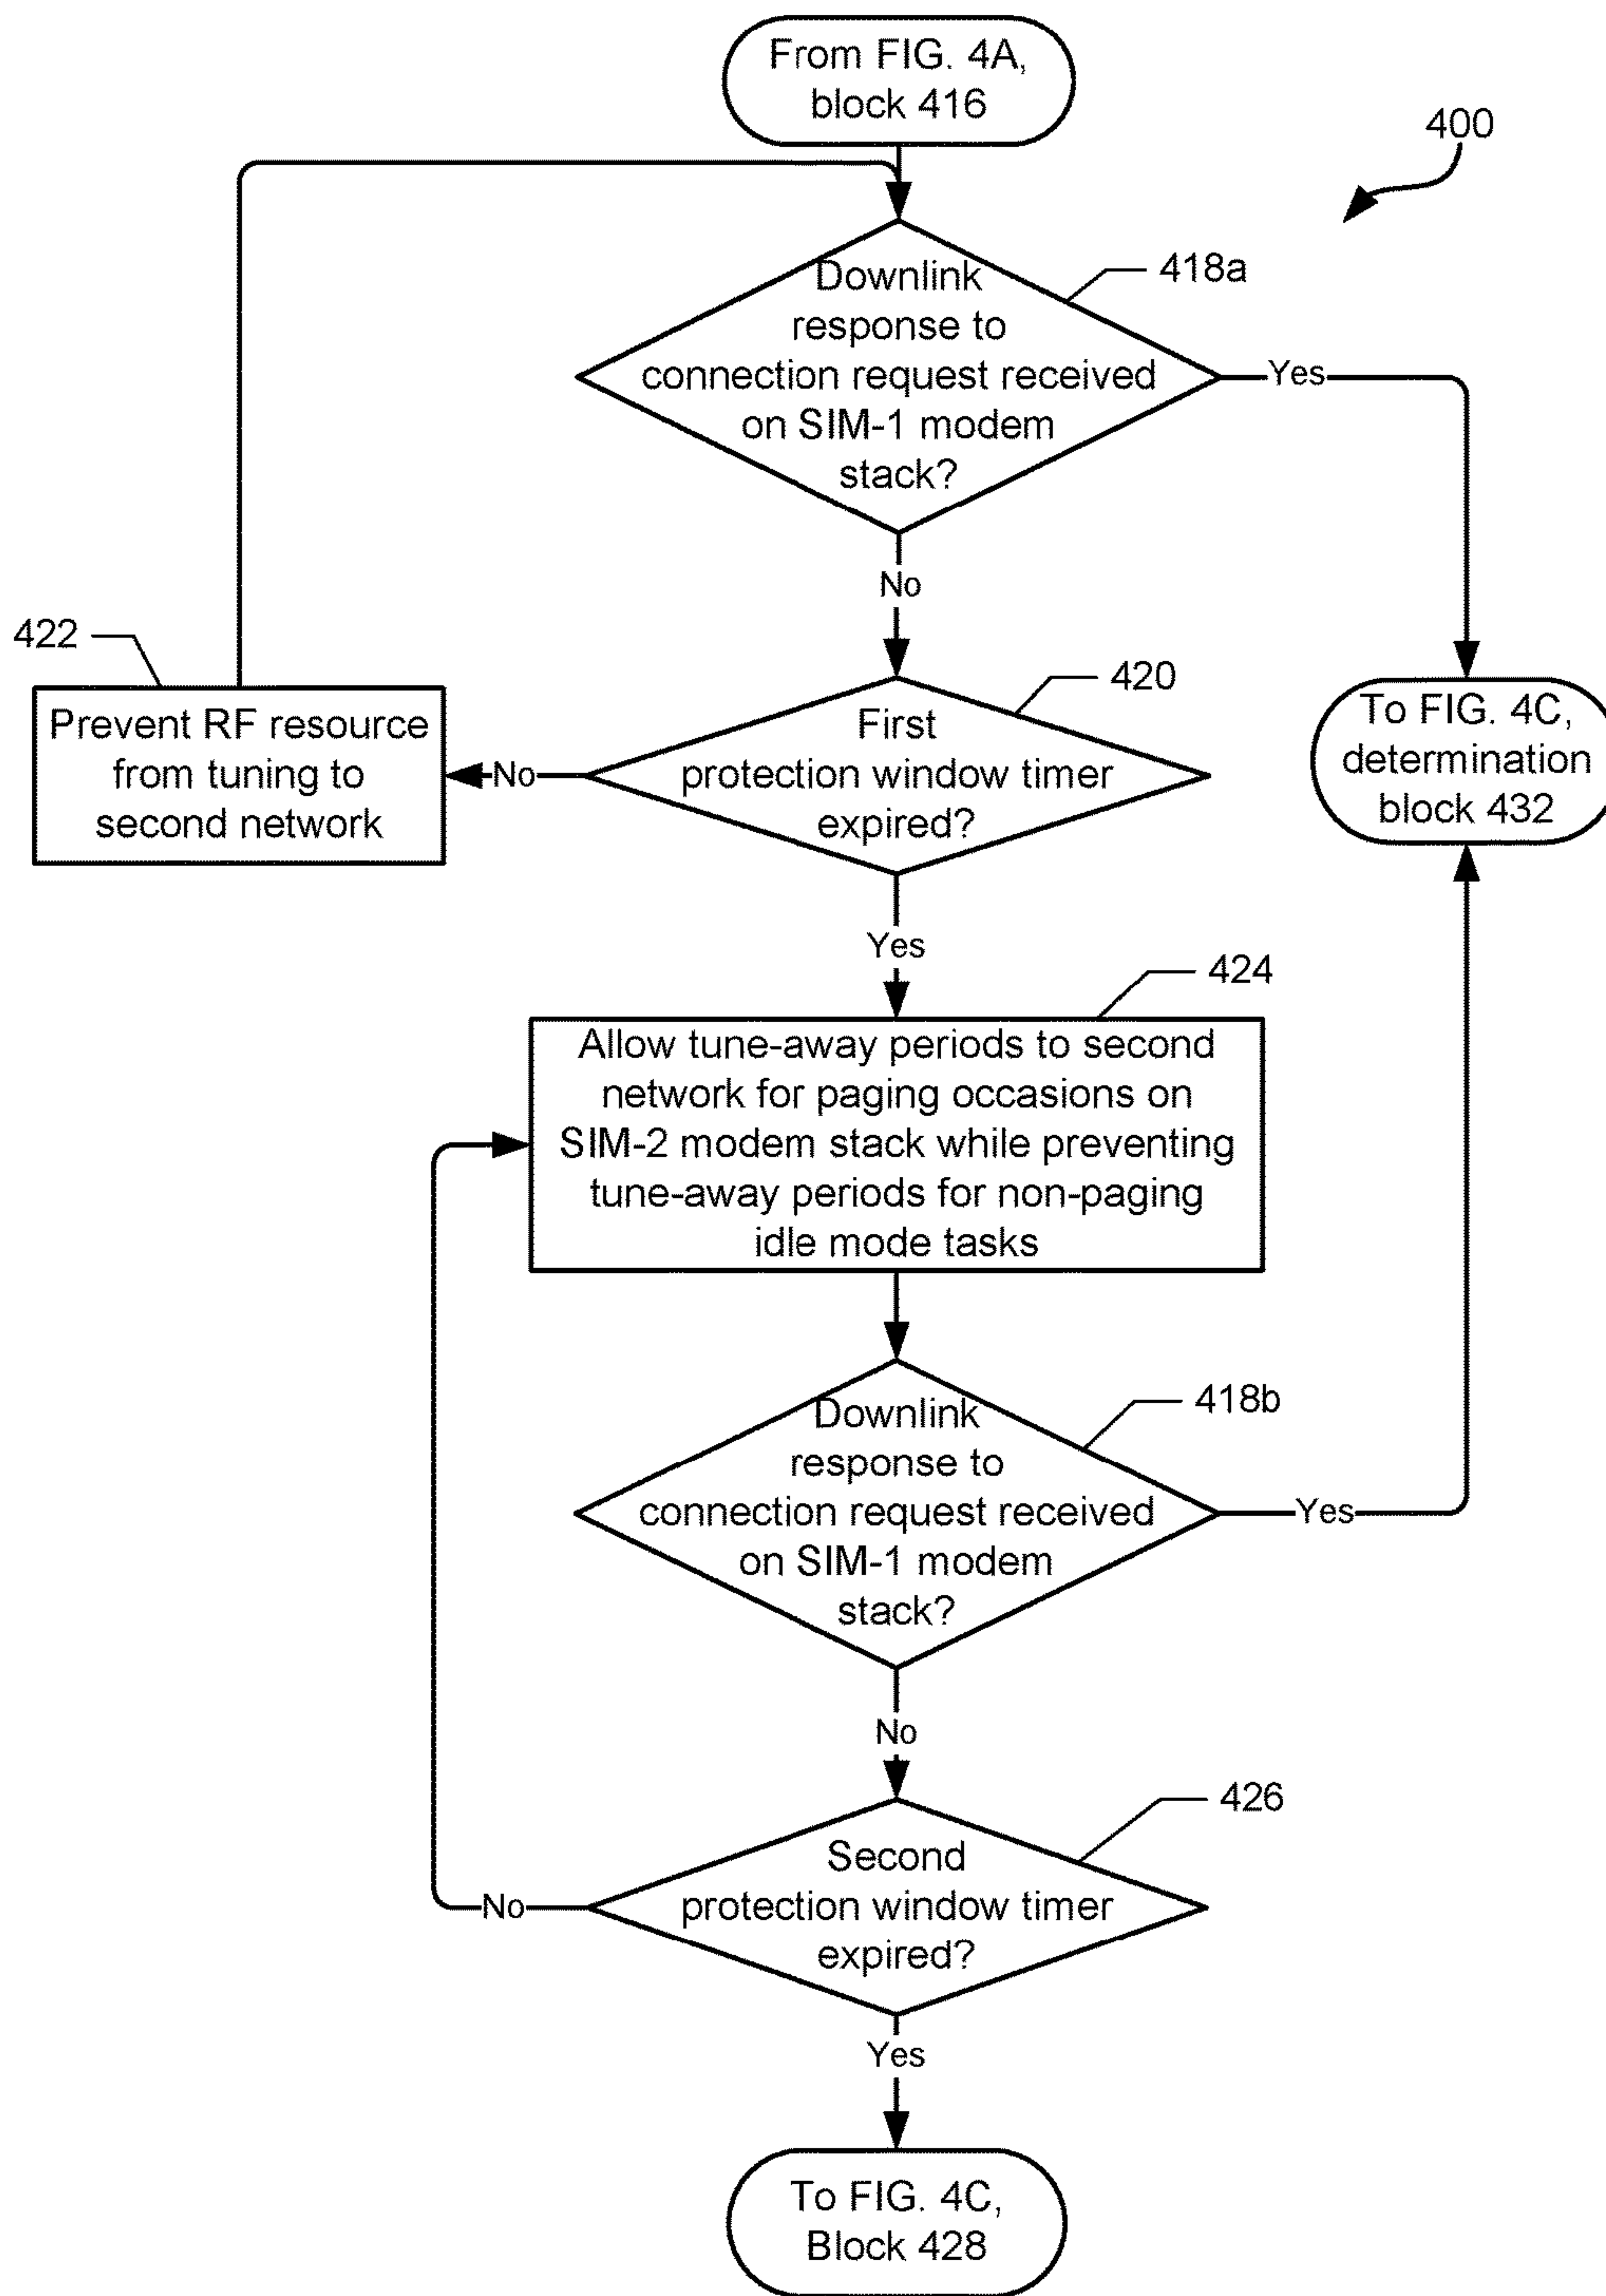 From FIG. 4A,
block 416
400
418a
Downlink
response to
connection request received
on SIM-1 modem
stack?
Yes
No
422
420
Prevent RF resource
from tuning to
second network
No
First
protection window timer
expired?
To FIG. 4C,
determination
block 432
Yes
424
Allow tune-away periods to second
network for paging occasions on
SIM-2 modem stack while preventing
tune-away periods for non-paging
idle mode tasks
418b
Downlink
response to
connection request received
on SIM-1 modem
stack?
Yes
No
426
Second
protection window timer
expired?
No
Yes
To FIG. 4C,
Block 428